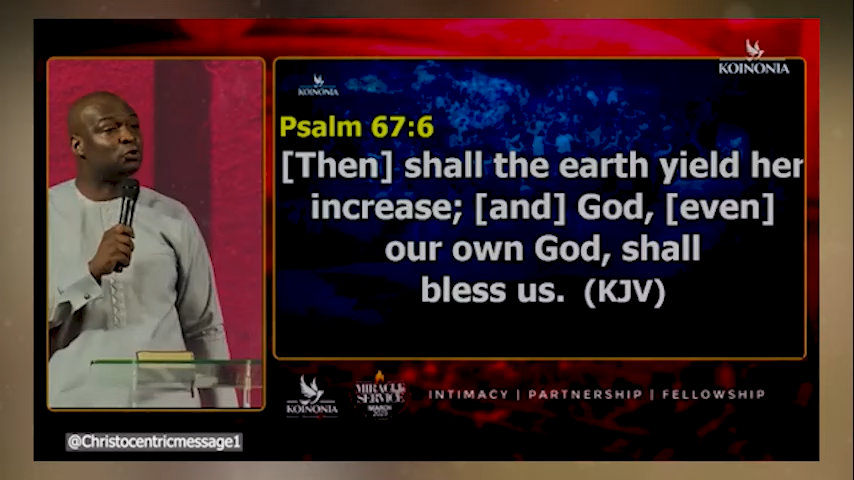 KOINONIA
KOINONIA
Psalm 67:6
[Then] shall the earth yield her
increase; [and] God, [even]
our own God, shall
bless us. (KJV)
KOINONIA
MIRACLE
SERVICE
MARCH
INTIMACY | PARTNERSHIP | FELLOWSHIP
@Christocentricmessage1